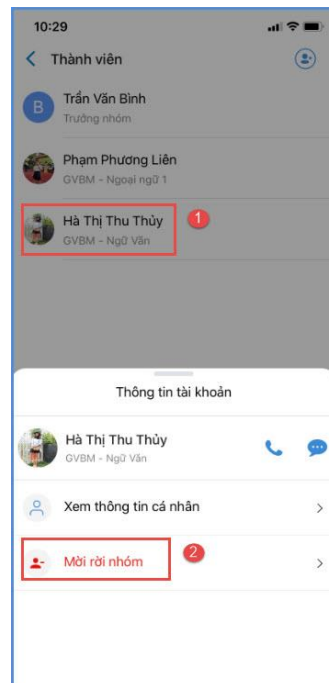 10:29
Thành viên
B
Trần Văn Bình
Trưởng nhóm
Phạm Phương Liên
GVBM - Ngoại ngữ 1
Hà Thị Thu Thủy
GVBM - Ngữ Văn
1
Thông tin tài khoản
Hà Thị Thu Thủy
GVBM - Ngữ Văn
Xem thông tin cá nhân
Mời rời nhóm
2